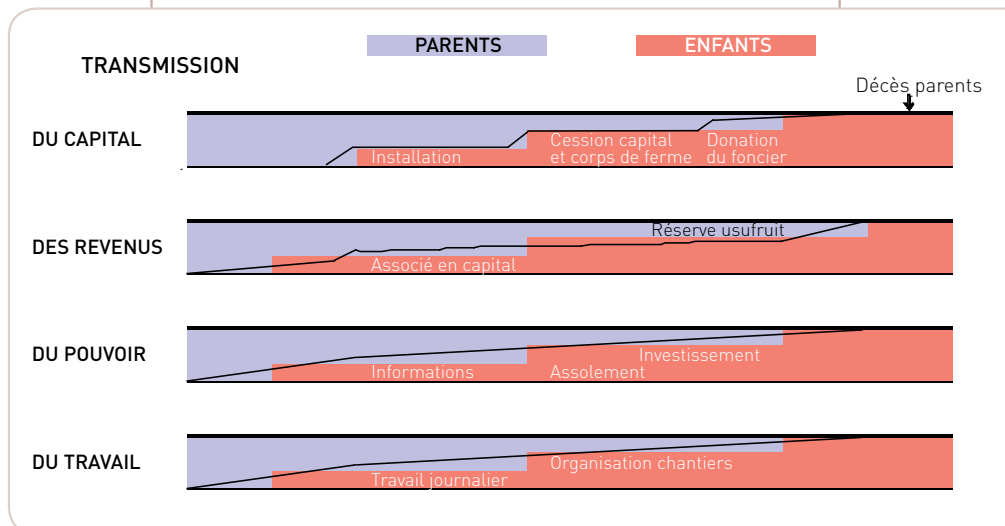 PARENTS
ENFANTS
TRANSMISSION
Décès parents
DU CAPITAL
Installation
Cession capital
et corps de ferme
Donation
du foncier
DES REVENUS
Réserve usufruit
Associé en capital
DU POUVOIR
Investissement
Informations
Assolement
DU TRAVAIL
Organisation chantiers
Travail journalier